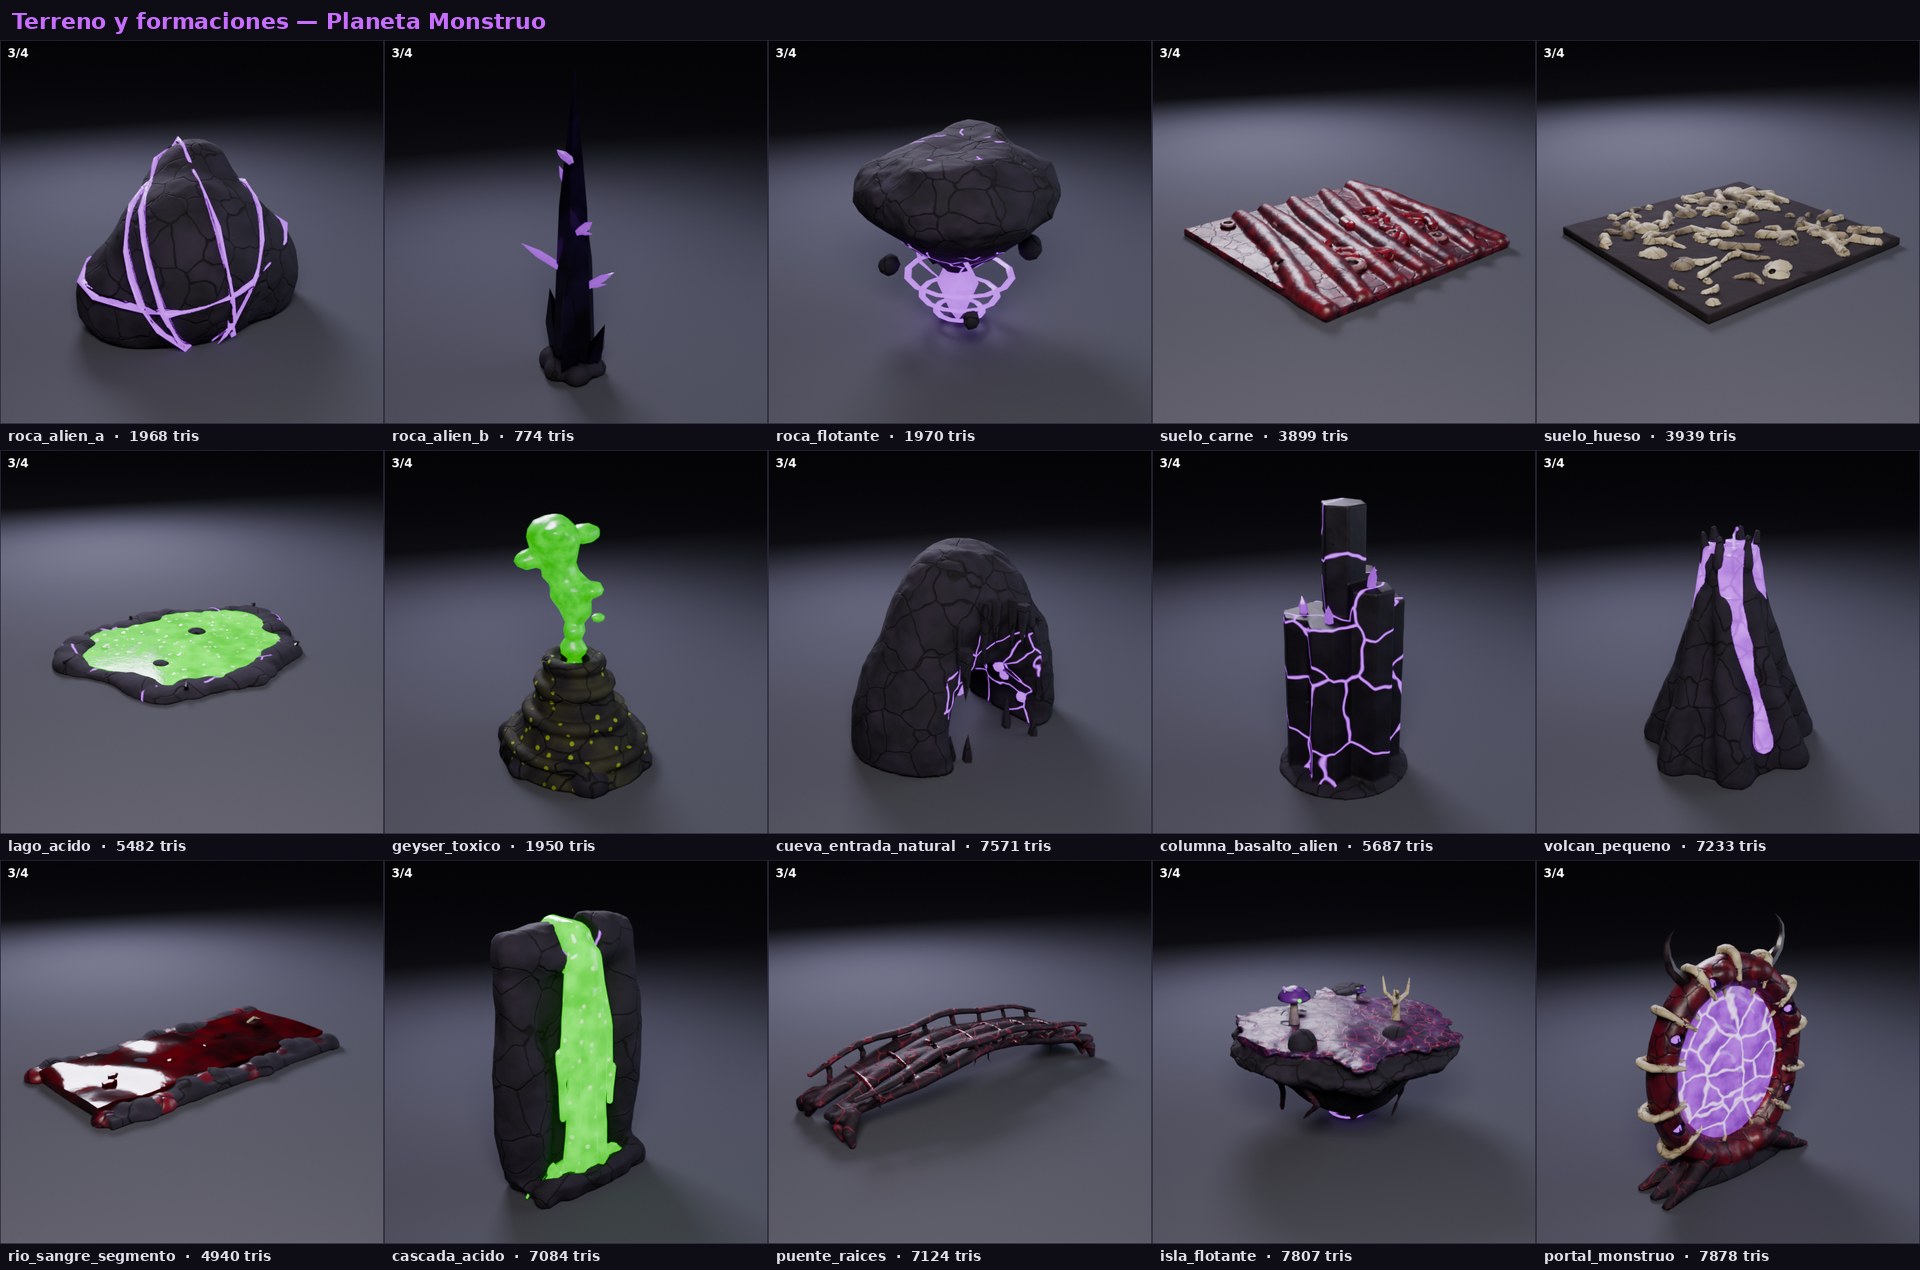 Terreno y formaciones — Planeta Monstruo
3/4 3/4 3/4 3/4 3/4
roca_alien_a · 1968 tris roca_alien_b · 774 tris roca_flotante · 1970 tris suelo_carne · 3899 tris suelo_hueso · 3939 tris
3/4 3/4 3/4 3/4 3/4
lago_acido · 5482 tris geyser_toxico · 1950 tris cueva_entrada_natural · 7571 tris columna_basalto_alien · 5687 tris volcan_pequeno · 7233 tris
3/4 3/4 3/4 3/4 3/4
rio_sangre_segmento · 4940 tris cascada_acido · 7084 tris puente_raices · 7124 tris isla_flotante · 7807 tris portal_monstruo · 7878 tris